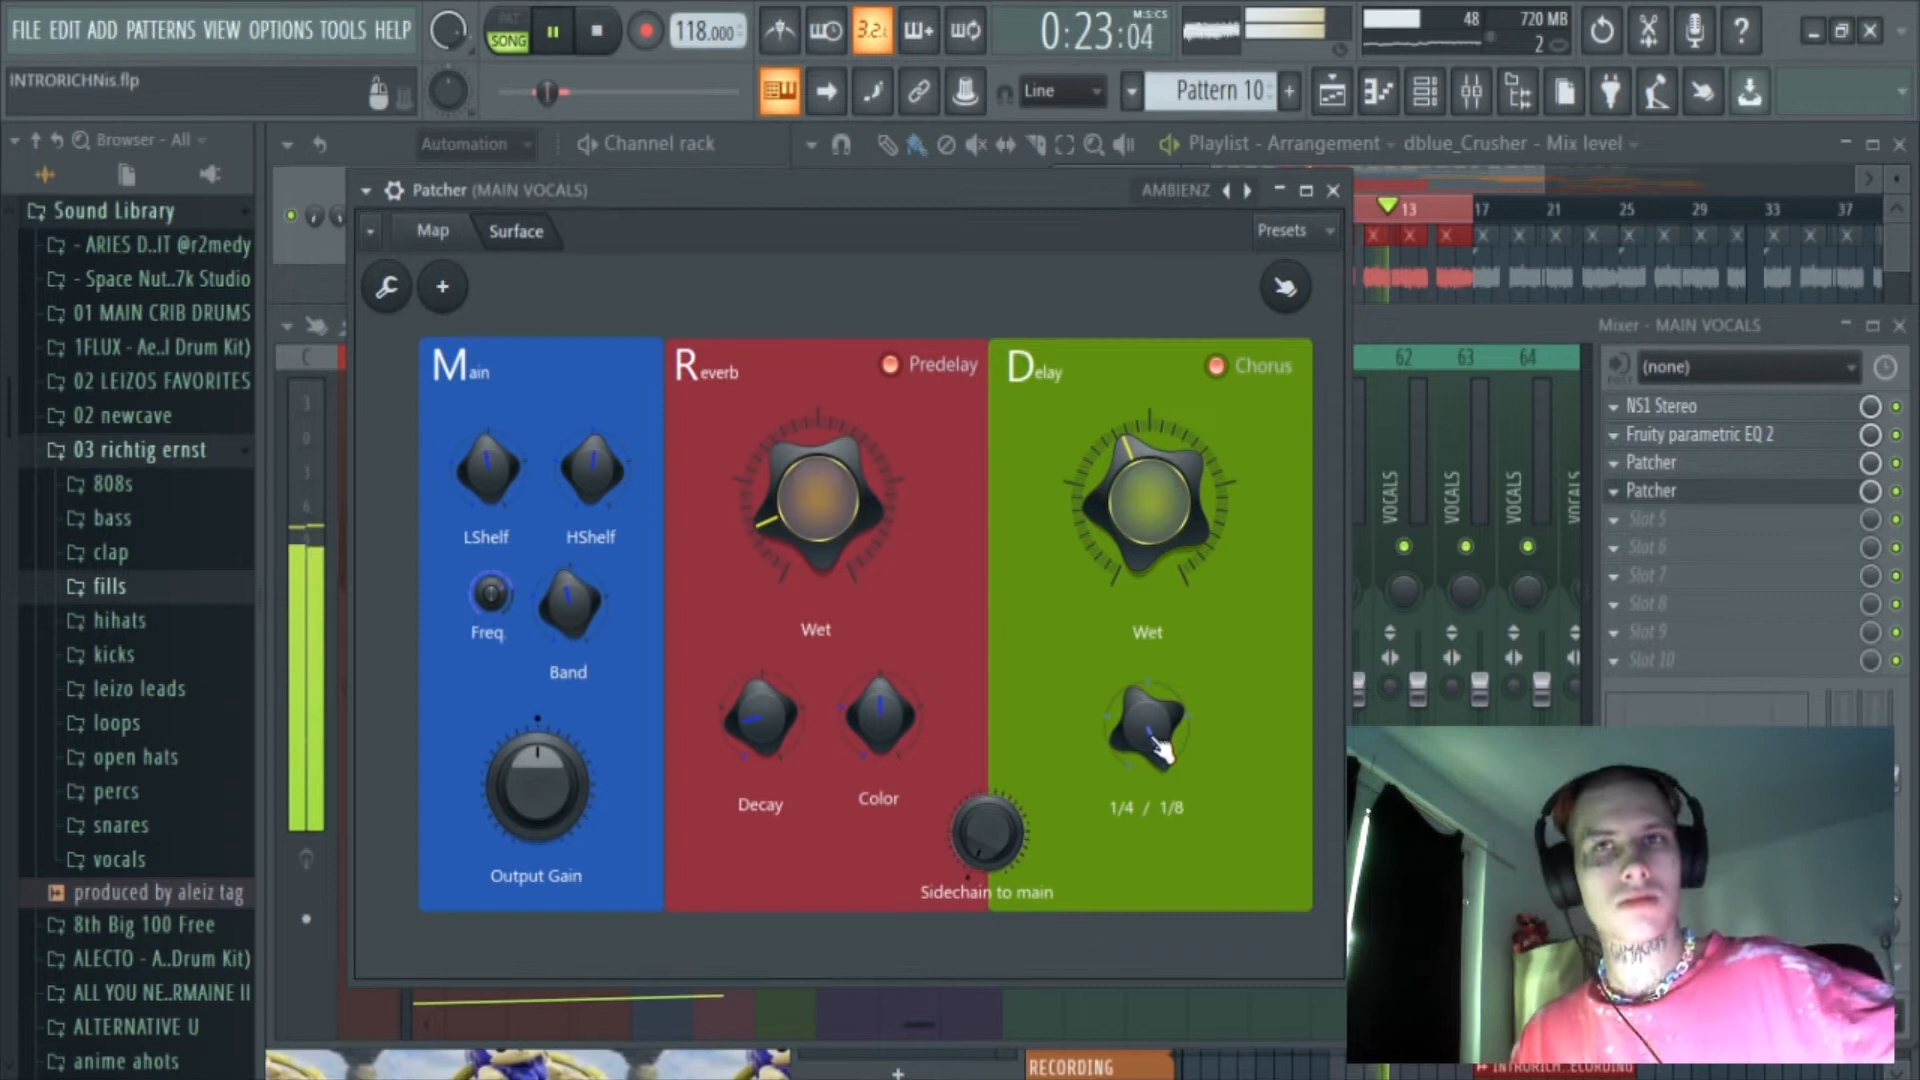 FILE EDIT ADD PATTERNS VIEW OPTIONS TOOLS HELP
PAT
SONG
118.000
3.2.
0:23:04
M:S:CS
48
720 MB
2
INTRORICHNis.flp
Line
Pattern 10
Browser - All
Automation
Channel rack
Playlist - Arrangement
dblue_Crusher - Mix level
Sound Library
- ARIES D..IT @r2medy
- Space Nut..7k Studio
01 MAIN CRIB DRUMS
1FLUX - Ae..l Drum Kit)
02 LEIZOS FAVORITES
02 newcave
03 richtig ernst
808s
bass
clap
fills
hihats
kicks
leizo leads
loops
open hats
percs
snares
vocals
produced by aleiz tag
8th Big 100 Free
ALECTO - A..Drum Kit)
ALL YOU NE..RMAINE II
ALTERNATIVE U
anime ahots
C
Patcher (MAIN VOCALS)
AMBIENZ
Map
Surface
Presets
Main
LShelf
HShelf
Freq.
Band
Output Gain
Reverb
Predelay
Wet
Decay
Color
Sidechain to main
Delay
Chorus
Wet
1/4 / 1/8
13
17
21
25
29
33
37
Mixer - MAIN VOCALS
62
63
64
VOCALS
VOCALS
VOCALS
(none)
NS1 Stereo
Fruity parametric EQ 2
Patcher
Patcher
Slot 5
Slot 6
Slot 7
Slot 8
Slot 9
Slot 10
RECORDING